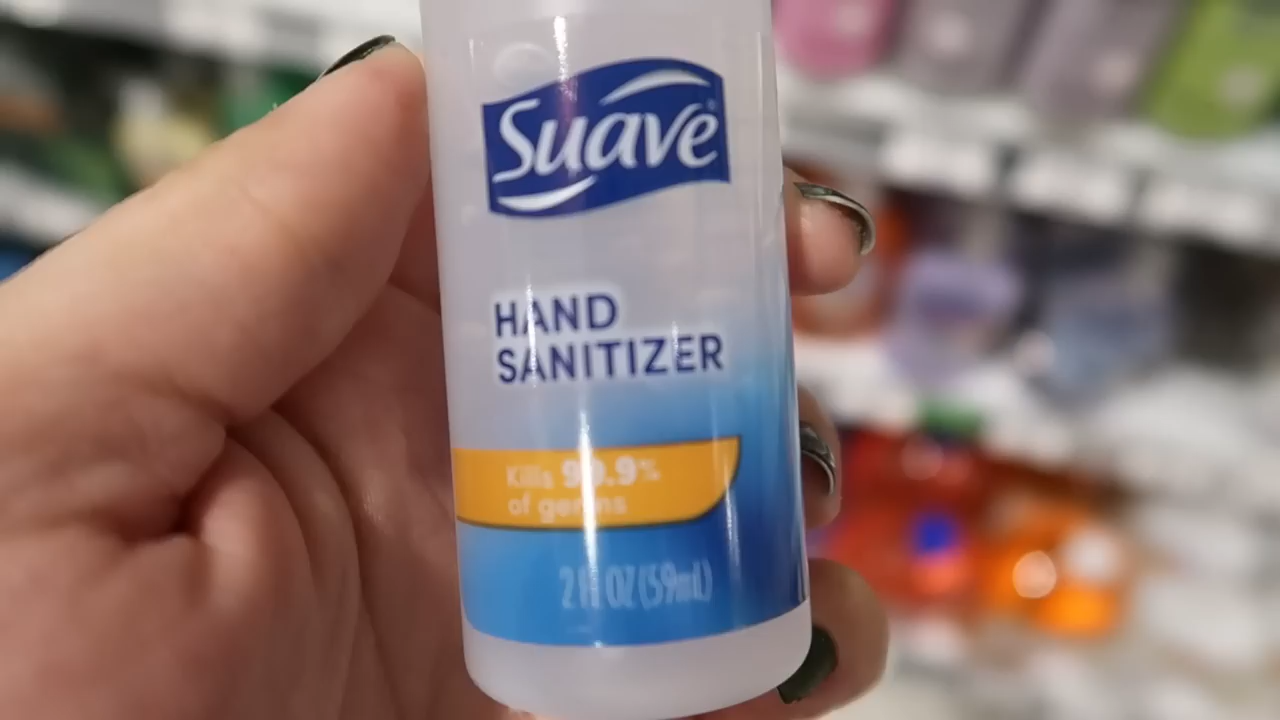 Suave®
HAND
SANITIZER
Kills 99.9%
of germs
2 fl OZ (59mL)